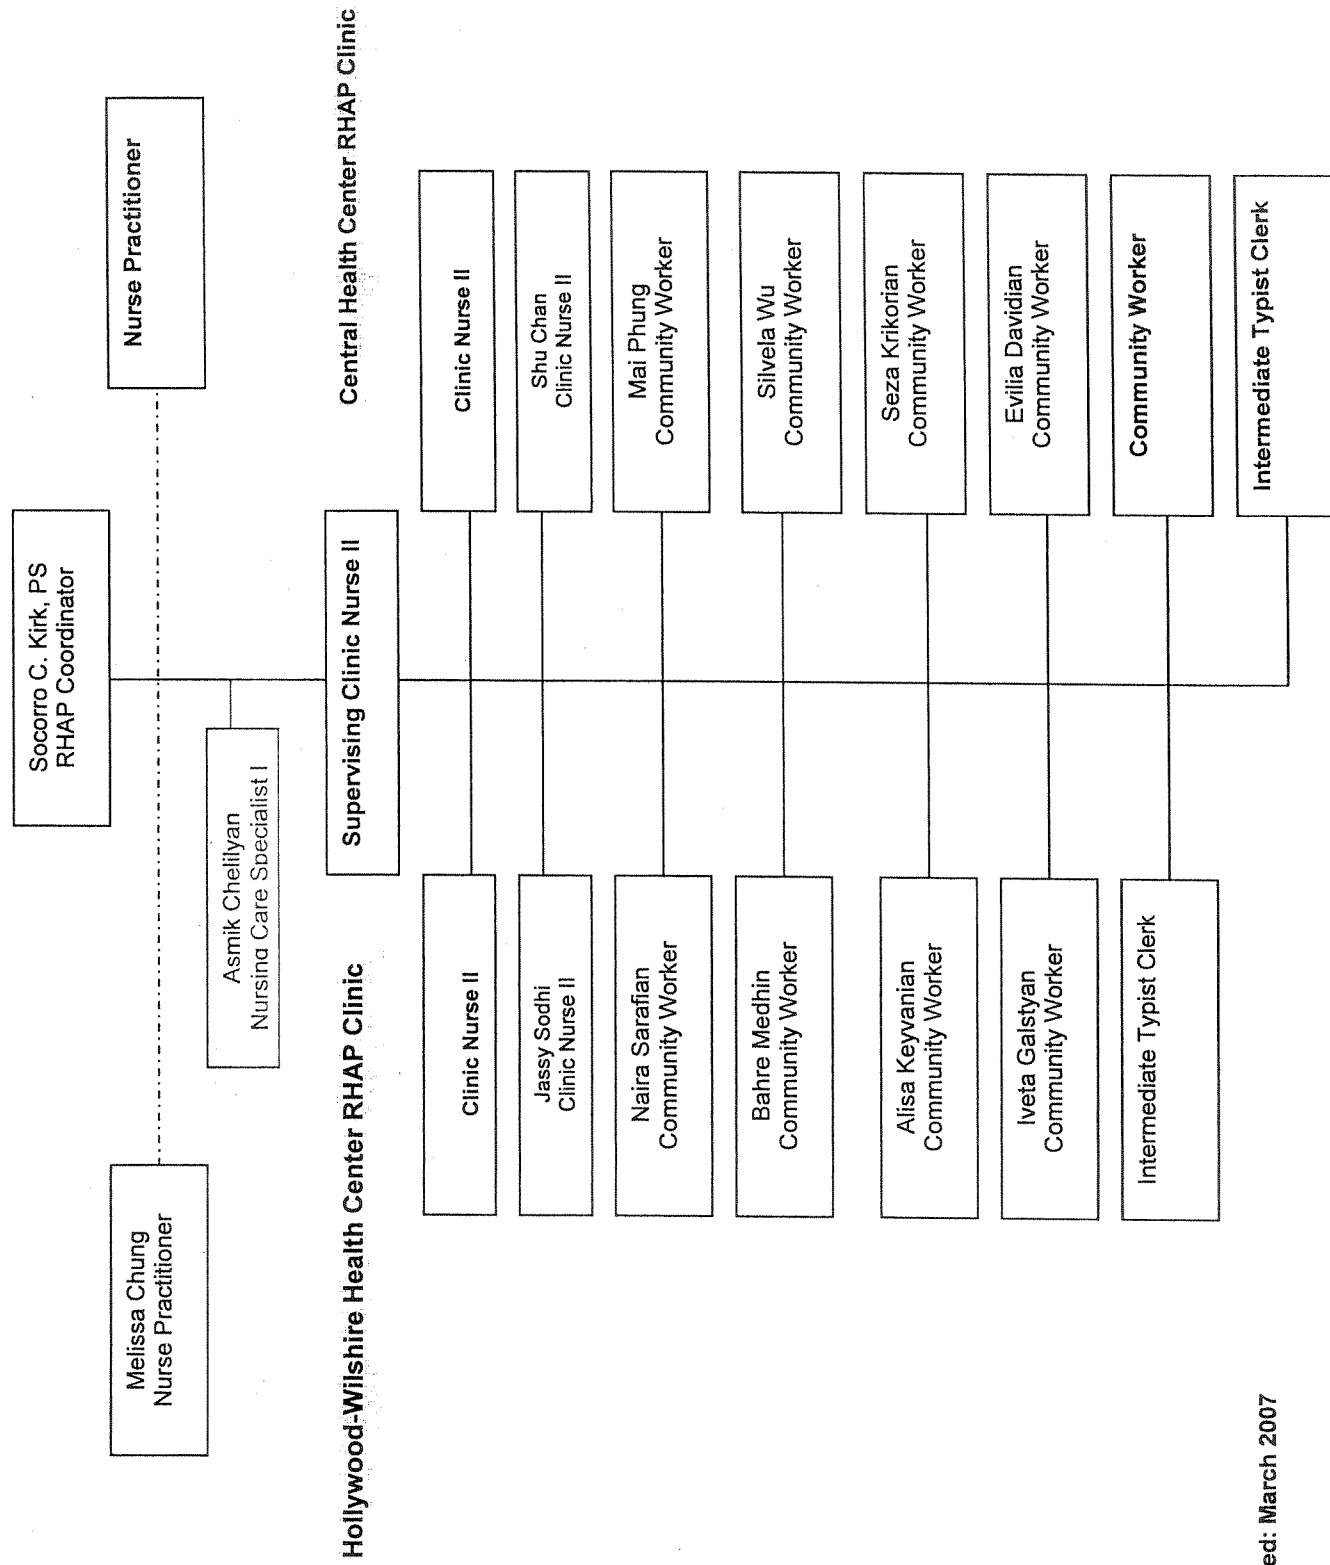 Socorro C. Kirk, PS
RHAP Coordinator
Melissa Chung
Nurse Practitioner
Nurse Practitioner
Asmik Chelilyan
Nursing Care Specialist I
Hollywood-Wilshire Health Center RHAP Clinic
Supervising Clinic Nurse II
Central Health Center RHAP Clinic
Clinic Nurse II
Clinic Nurse II
Jassy Sodhi
Clinic Nurse II
Shu Chan
Clinic Nurse II
Naira Sarafian
Community Worker
Mai Phung
Community Worker
Bahre Medhin
Community Worker
Silvela Wu
Community Worker
Alisa Keyvanian
Community Worker
Seza Krikorian
Community Worker
Iveta Galstyan
Community Worker
Evilia Davidian
Community Worker
Intermediate Typist Clerk
Community Worker
Intermediate Typist Clerk
ed: March 2007